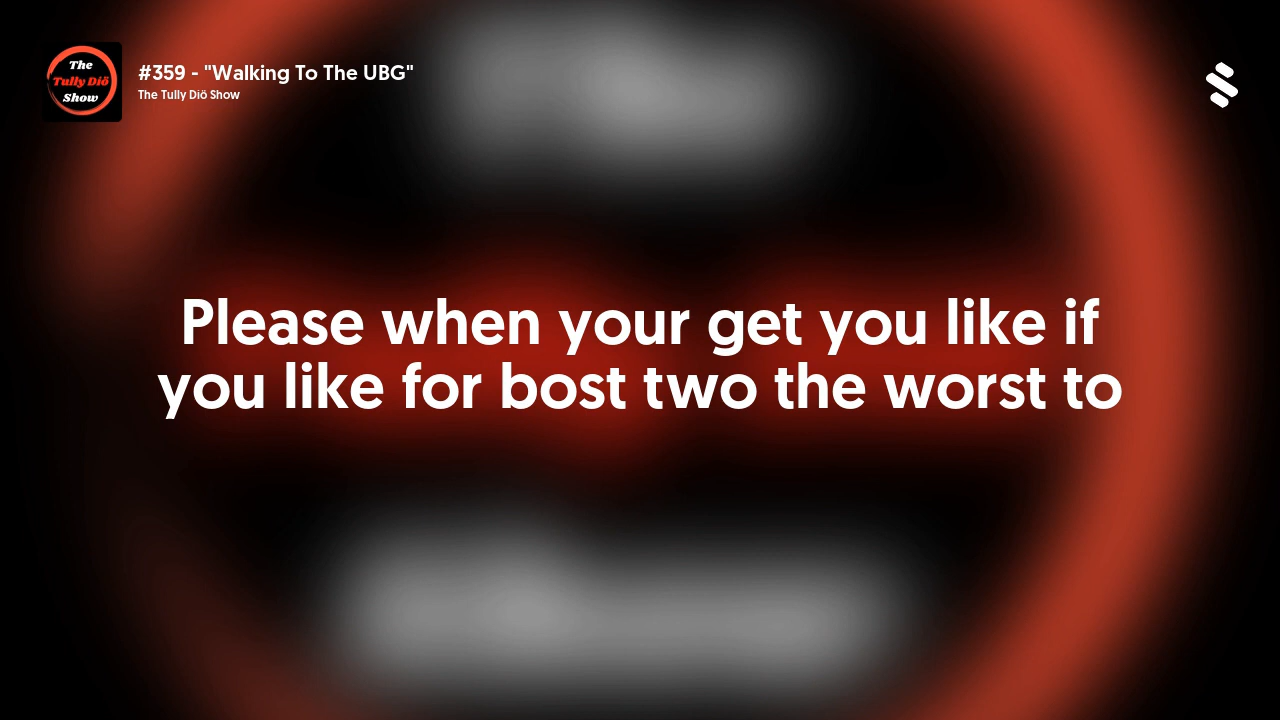 The
Tully Diö
Show
#359 - "Walking To The UBG"
The Tully Diö Show
Please when your get you like if
you like for bost two the worst to